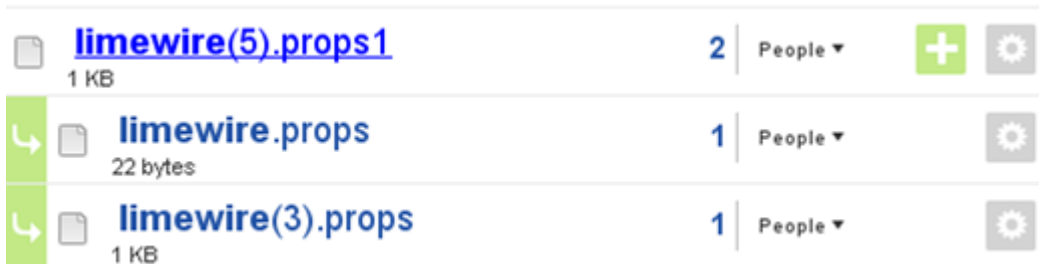 limewire(5).props1 2 People
1 KB
limewire.props 1 People
22 bytes
limewire(3).props 1 People
1 KB